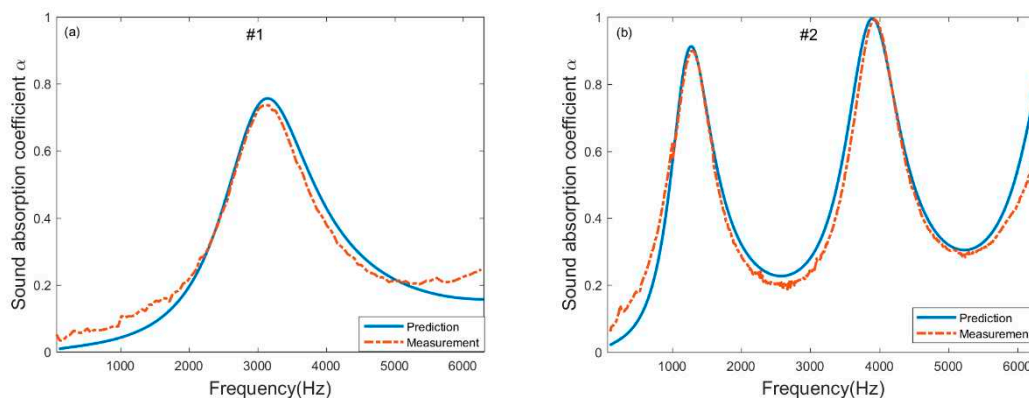 (a)
#1
1
0.8
0.6
0.4
0.2
0
Sound absorption coefficient α
1000 2000 3000 4000 5000 6000
Frequency(Hz)
Prediction
Measurement
(b)
#2
1
0.8
0.6
0.4
0.2
0
Sound absorption coefficient α
1000 2000 3000 4000 5000 6000
Frequency(Hz)
Prediction
Measurement